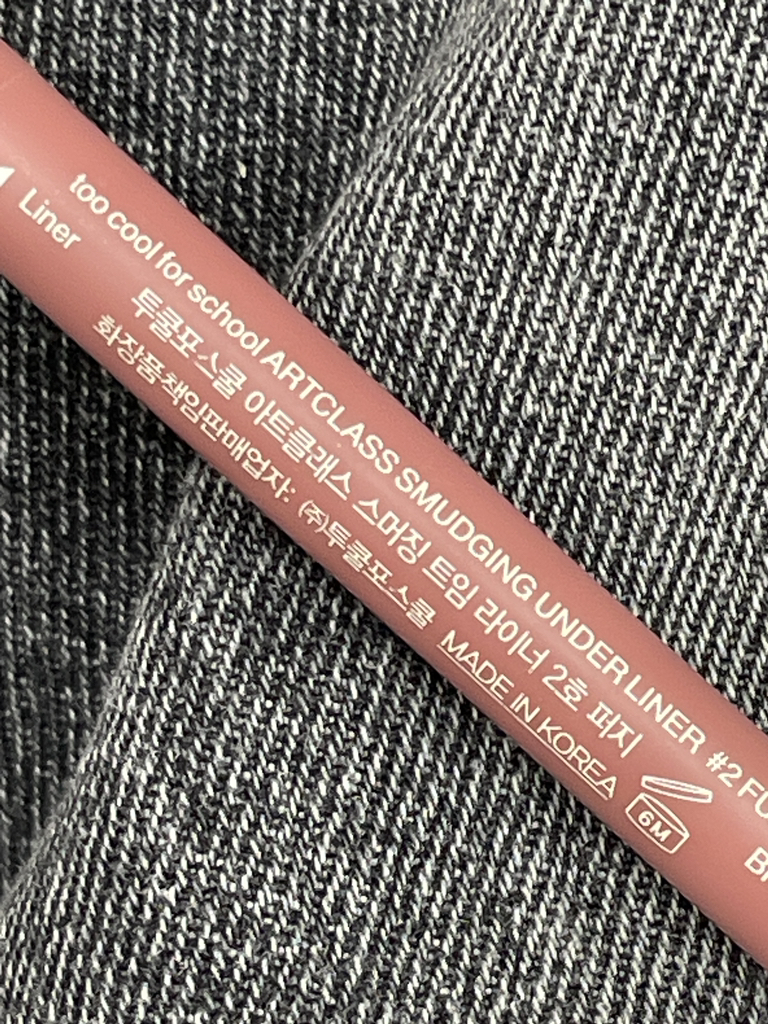 Liner
too cool for school ARTCLASS SMUDGING UNDER LINER #2
투쿨포스쿨 아트클래스 스머징 트임 라이너 2호 퍼지
화장품책임판매업자: (주)투쿨포스쿨 MADE IN KOREA
6M